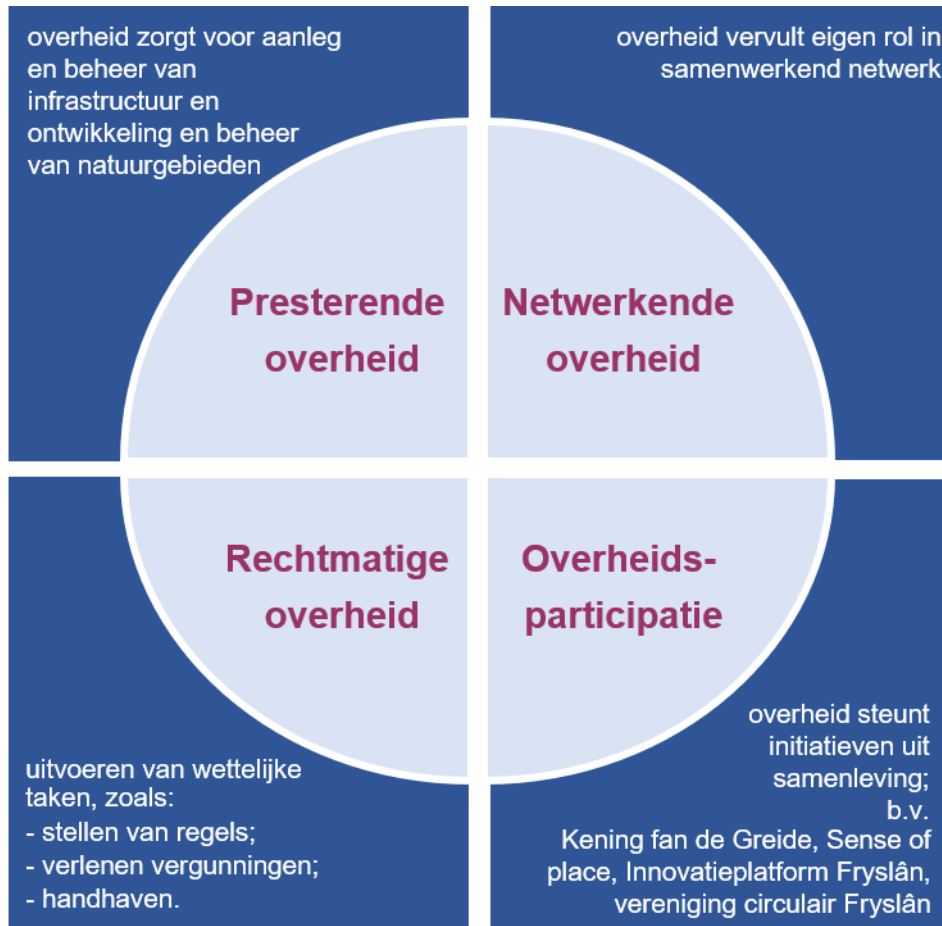 overheid zorgt voor aanleg
en beheer van
infrastructuur en
ontwikkeling en beheer
van natuurgebieden
overheid vervult eigen rol in
samenwerkend netwerk
Presterende
overheid
Netwerkende
overheid
Rechtmatige
overheid
Overheids-
participatie
uitvoeren van wettelijke
taken, zoals:
- stellen van regels;
- verlenen vergunningen;
- handhaven.
overheid steunt
initiatieven uit
samenleving;
b.v.
Kening fan de Greide, Sense of
place, Innovatieplatform Fryslân,
vereniging circulair Fryslân